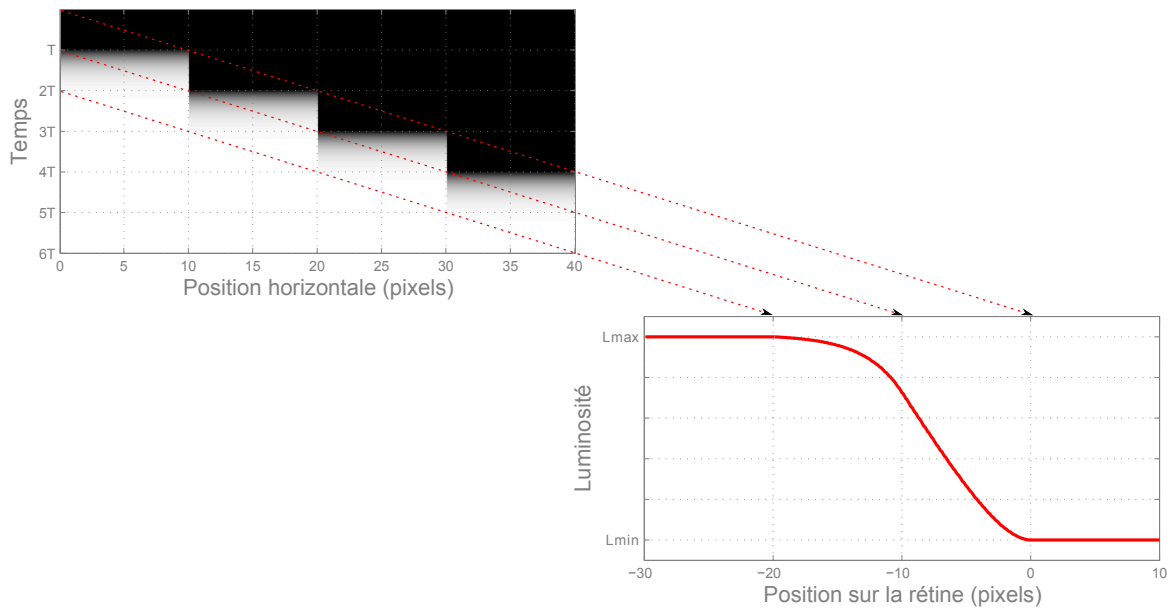 T
2T
3T
4T
5T
6T
Temps
0 5 10 15 20 25 30 35 40
Position horizontale (pixels)
Lmax
Lmin
Luminosité
−30 −20 −10 0 10
Position sur la rétine (pixels)